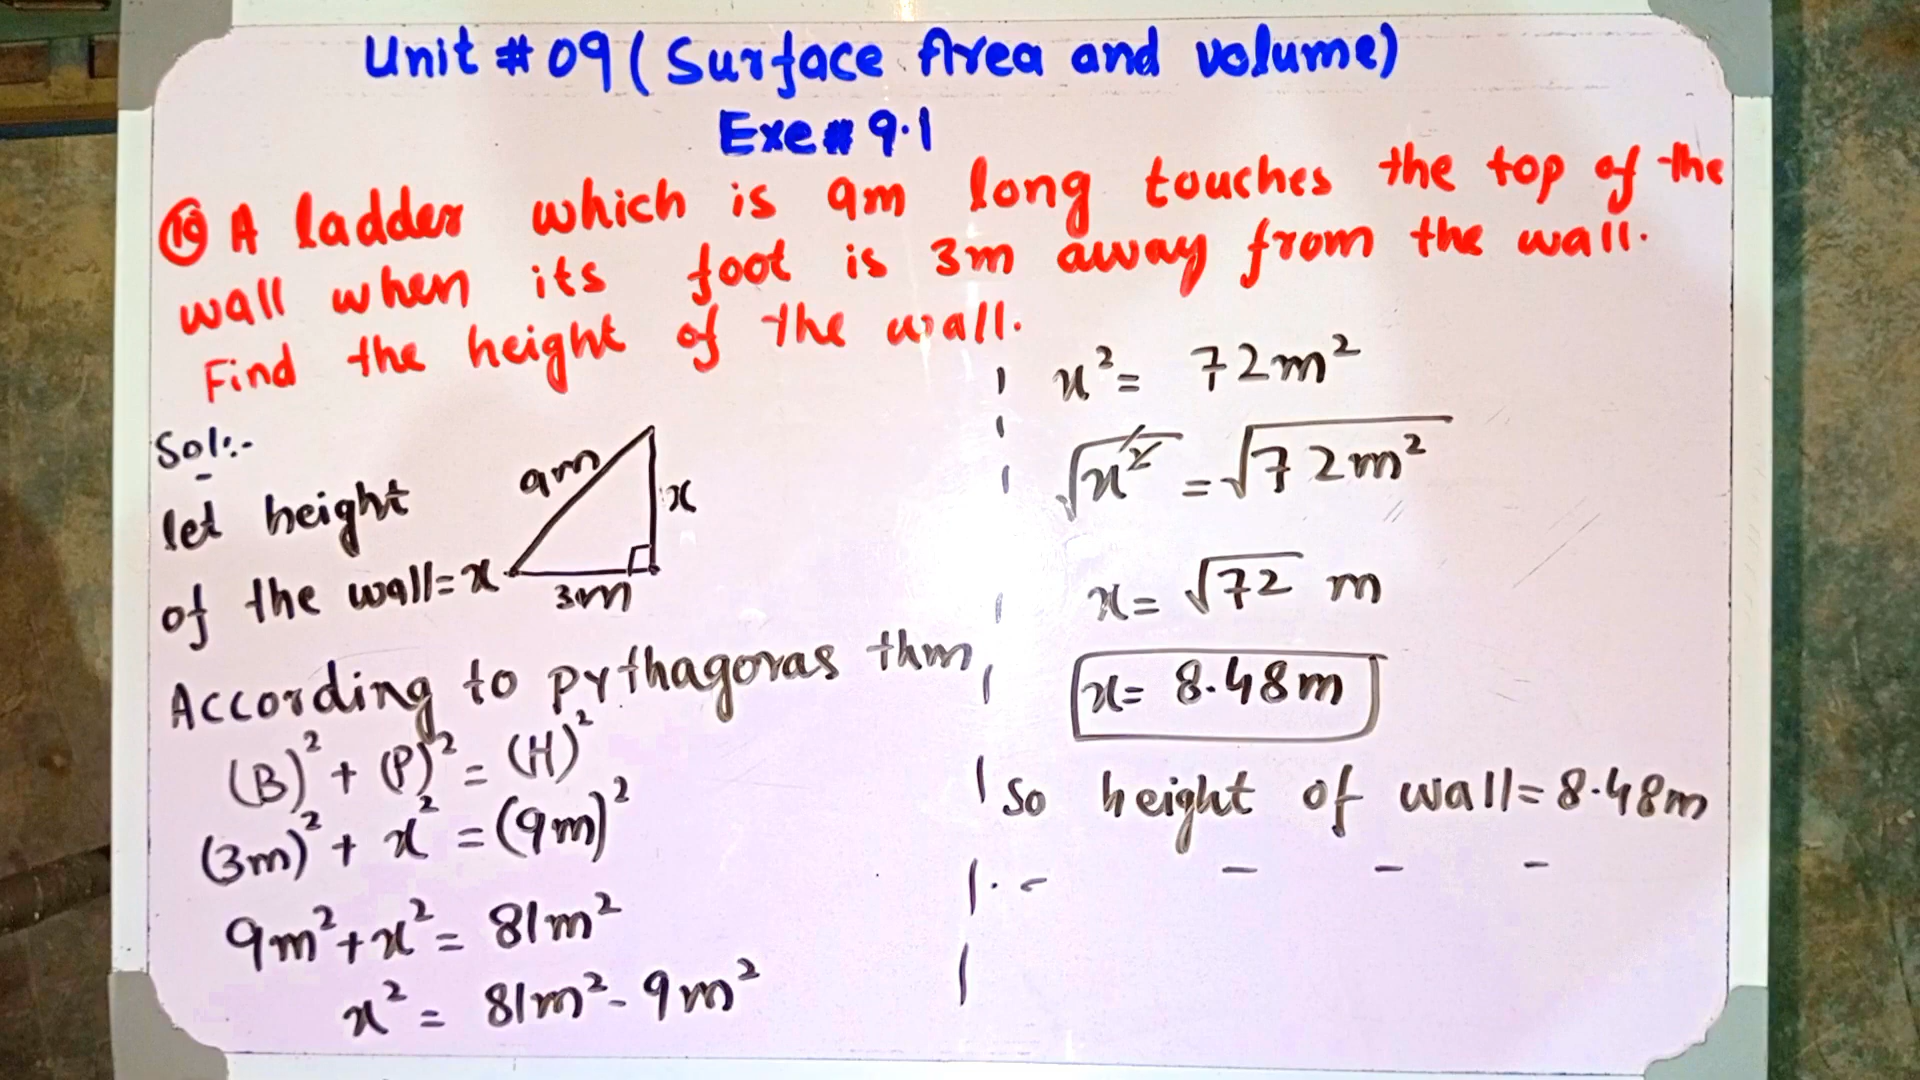 Unit # 09 ( Surface Area and volume)
Exe # 9.1
A ladder which is 9m long touches the top of the
wall when its foot is 3m away from the wall.
Find the height of the wall.
Sol:-
let height
of the wall = x
9m
x
3m
According to pythagoras thm
(B)² + (P)² = (H)²
(3m)² + x² = (9m)²
9m² + x² = 81m²
x² = 81m² - 9m²
x² = 72m²
√x² = √72m²
x = √72 m
x = 8.48m
So height of wall = 8.48m